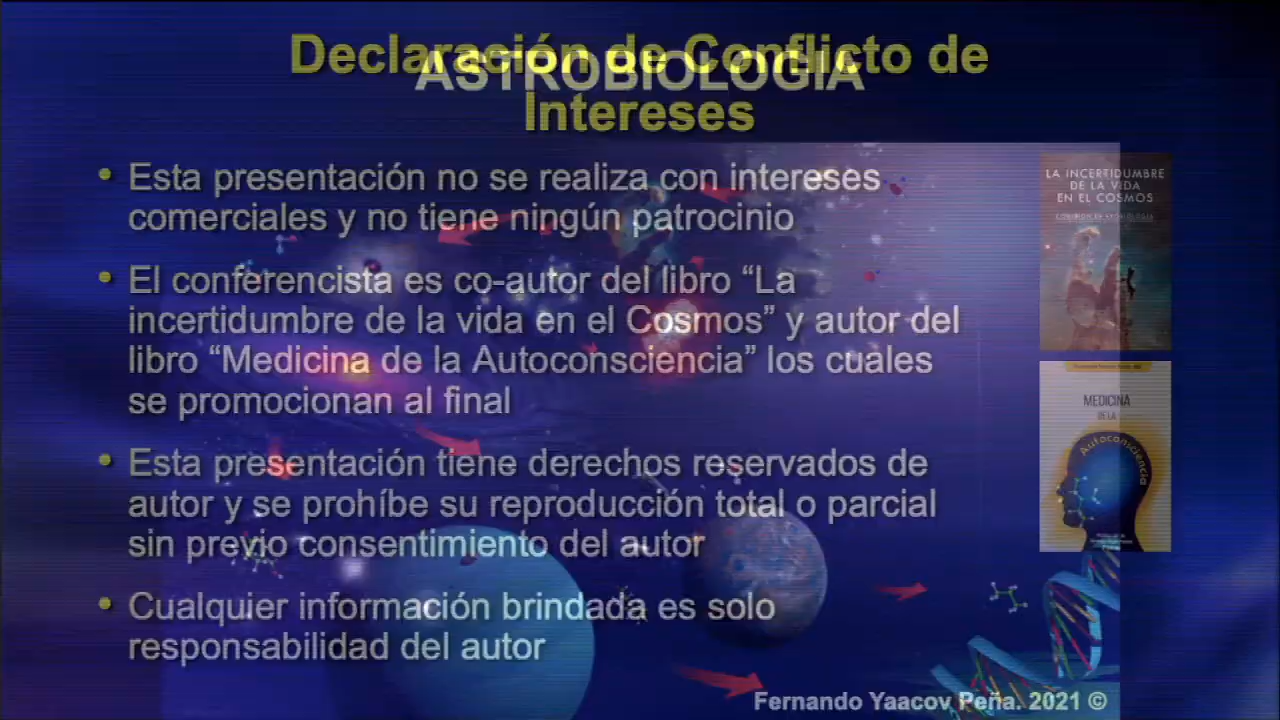 Declaración de Conflicto de
Intereses
ASTROBIOLOGIA
• Esta presentación no se realiza con intereses
comerciales y no tiene ningún patrocinio
• El conferencista es co-autor del libro “La
incertidumbre de la vida en el Cosmos” y autor del
libro “Medicina de la Autoconsciencia” los cuales
se promocionan al final
• Esta presentación tiene derechos reservados de
autor y se prohíbe su reproducción total o parcial
sin previo consentimiento del autor
• Cualquier información brindada es solo
responsabilidad del autor
LA INCERTIDUMBRE
DE LA VIDA
EN EL COSMOS
MEDICINA
DE LA
Autoconsciencia
Fernando Yaacov Peña. 2021 ©